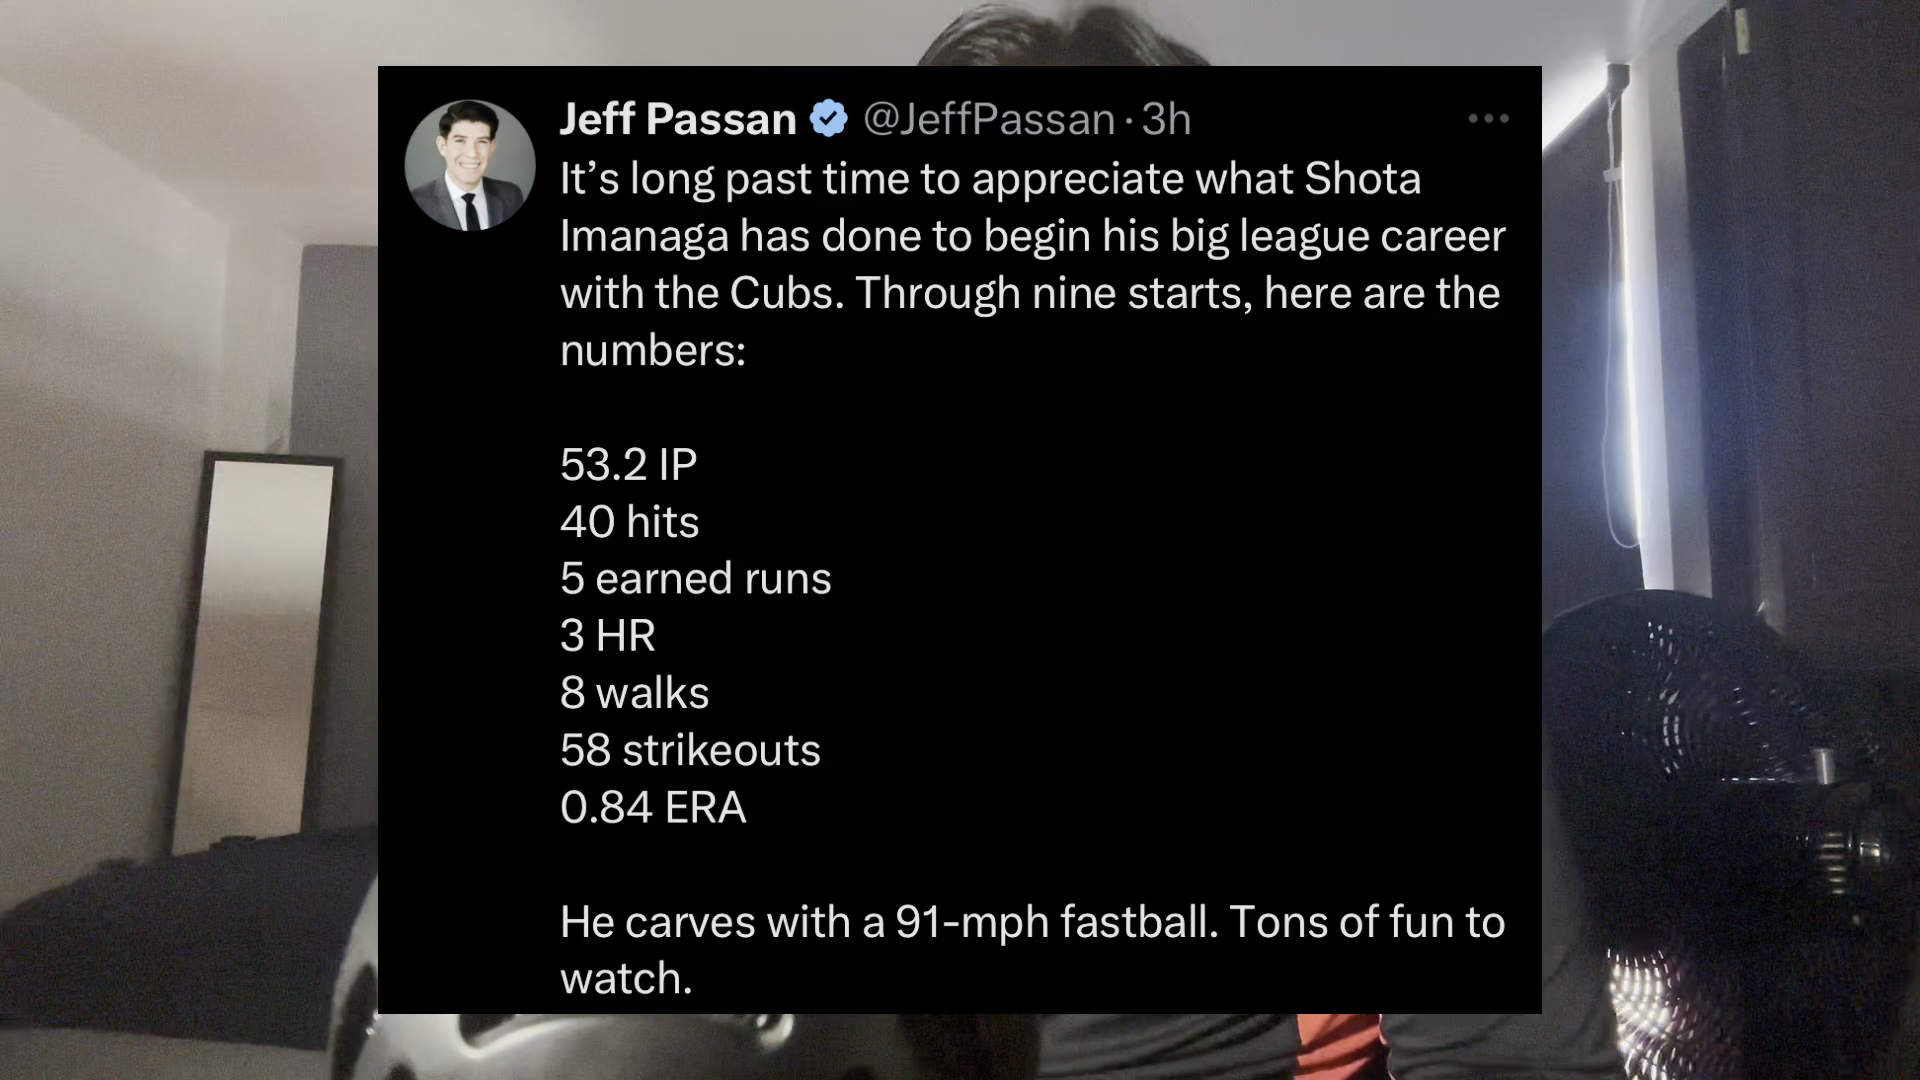 Jeff Passan @JeffPassan · 3h
It’s long past time to appreciate what Shota
Imanaga has done to begin his big league career
with the Cubs. Through nine starts, here are the
numbers:
53.2 IP
40 hits
5 earned runs
3 HR
8 walks
58 strikeouts
0.84 ERA
He carves with a 91-mph fastball. Tons of fun to
watch.